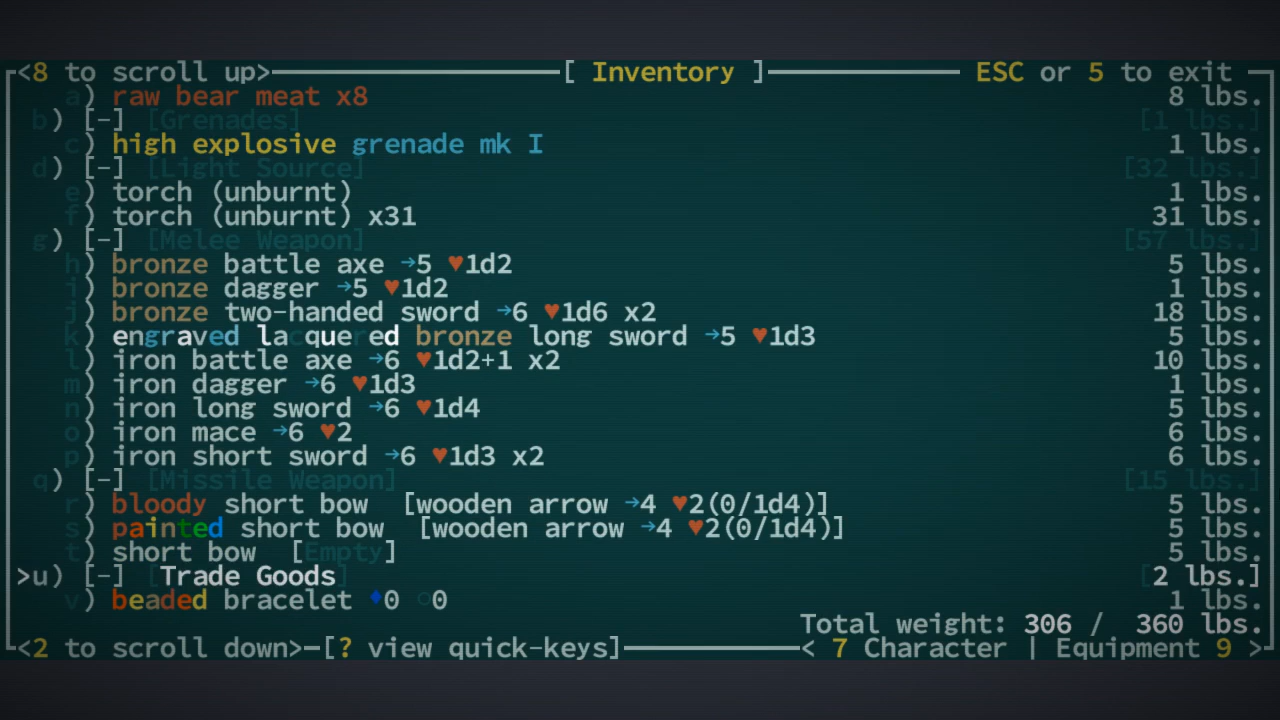 <8 to scroll up> [ Inventory ] ESC or 5 to exit
a) raw bear meat x8 8 lbs.
b) [-] [Grenades] [1 lbs.]
c) high explosive grenade mk I 1 lbs.
d) [-] [Light Source] [32 lbs.]
e) torch (unburnt) 1 lbs.
f) torch (unburnt) x31 31 lbs.
g) [-] [Melee Weapon] [57 lbs.]
h) bronze battle axe →5 ♥1d2 5 lbs.
i) bronze dagger →5 ♥1d2 1 lbs.
j) bronze two-handed sword →6 ♥1d6 x2 18 lbs.
k) engraved lacquered bronze long sword →5 ♥1d3 5 lbs.
l) iron battle axe →6 ♥1d2+1 x2 10 lbs.
m) iron dagger →6 ♥1d3 1 lbs.
n) iron long sword →6 ♥1d4 5 lbs.
o) iron mace →6 ♥2 6 lbs.
p) iron short sword →6 ♥1d3 x2 6 lbs.
q) [-] [Missile Weapon] [15 lbs.]
r) bloody short bow [wooden arrow →4 ♥2(0/1d4)] 5 lbs.
s) painted short bow [wooden arrow →4 ♥2(0/1d4)] 5 lbs.
t) short bow [Empty] 5 lbs.
>u) [-] [Trade Goods] [2 lbs.]
v) beaded bracelet ♦0 ○0 1 lbs.
Total weight: 306 / 360 lbs.
<2 to scroll down> [? view quick-keys] < 7 Character | Equipment 9 >